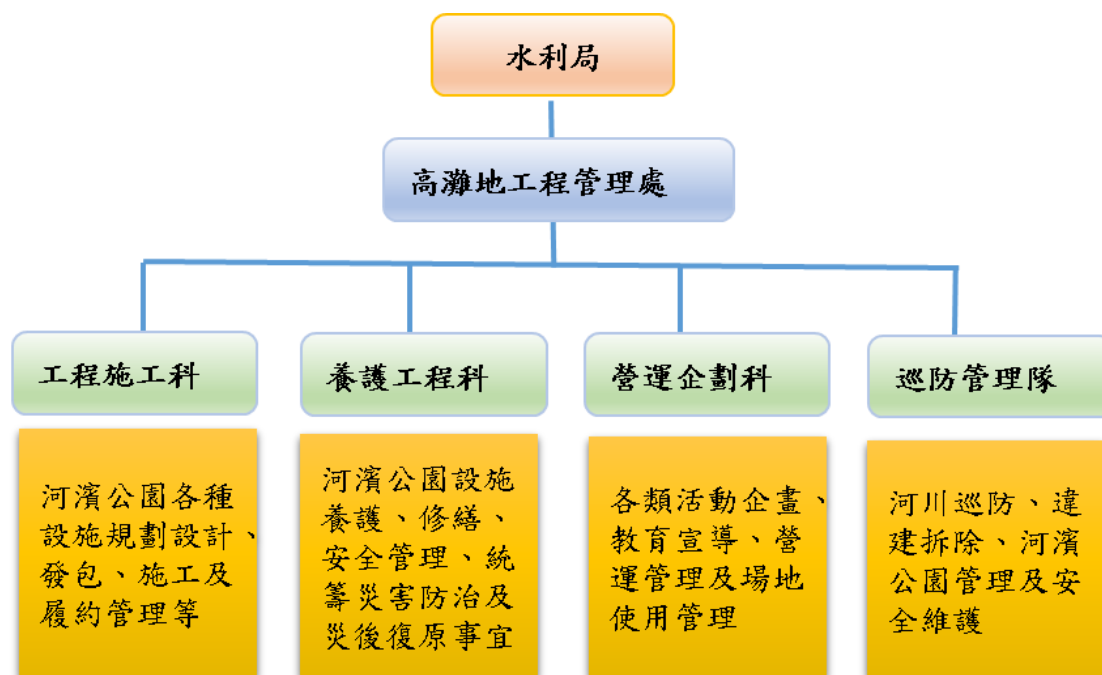 水利局
高灘地工程管理處
工程施工科
養護工程科
營運企劃科
巡防管理隊
河濱公園各種
設施規劃設計、
發包、施工及
履約管理等
河濱公園設施
養護、修繕、
安全管理、統
籌災害防治及
災後復原事宜
各類活動企畫、
教育宣導、營
運管理及場地
使用管理
河川巡防、違
建拆除、河濱
公園管理及安
全維護